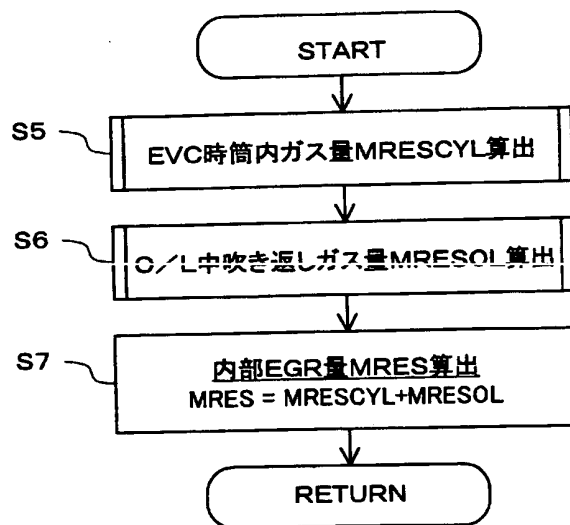 START
S5
EVC時筒内ガス量MRESCYL算出
S6
O/L中吹き返しガス量MRESOL算出
S7
内部EGR量MRES算出
MRES = MRESCYL+MRESOL
RETURN